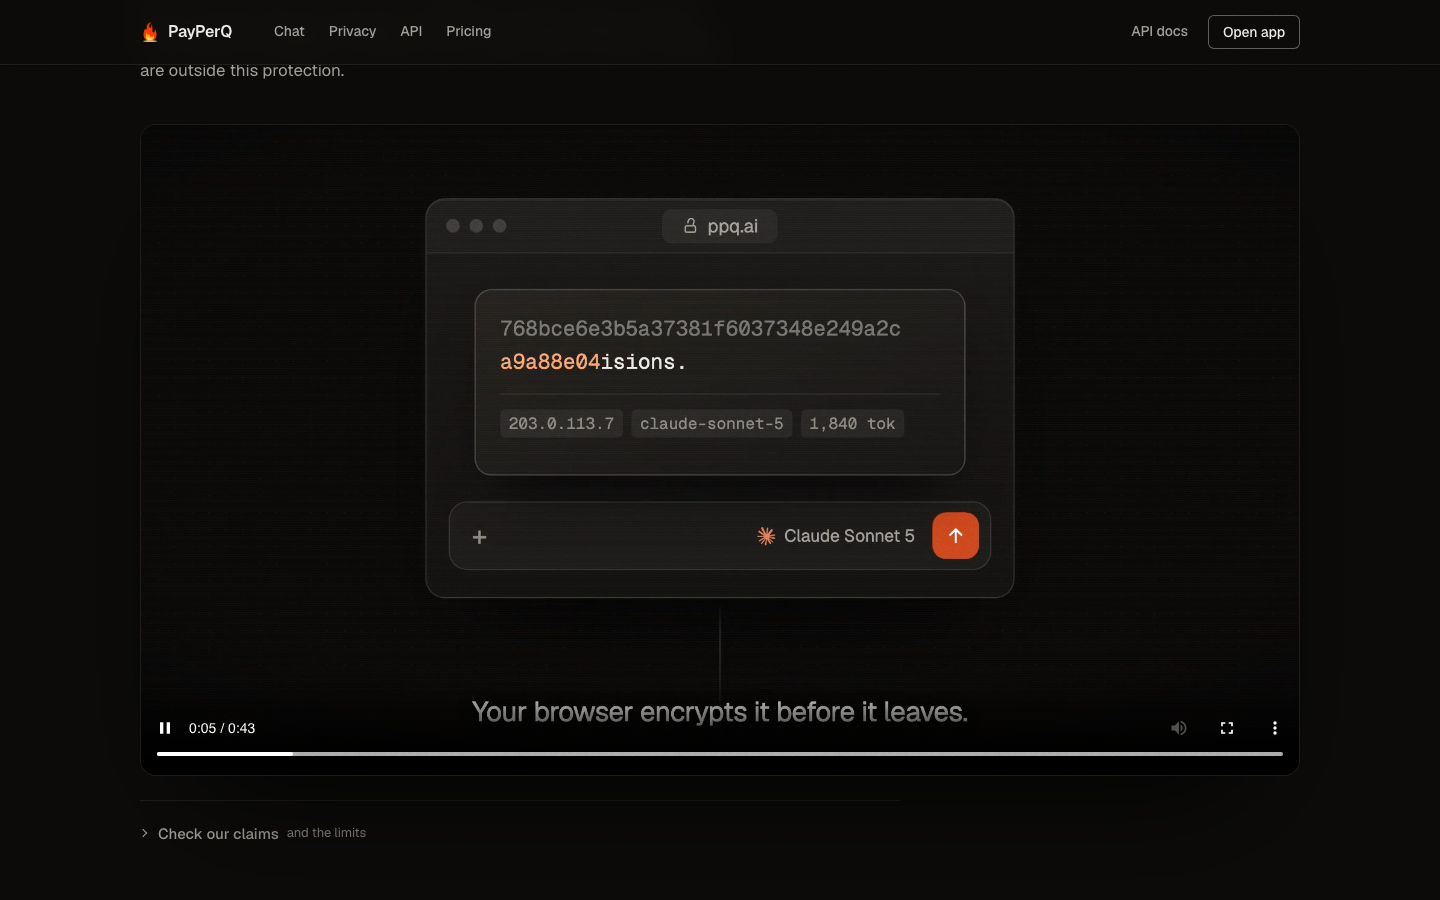 PayPerQ Chat Privacy API Pricing API docs Open app
are outside this protection.
ppq.ai
768bce6e3b5a37381f6037348e249a2c
a9a88e04isions.
203.0.113.7 claude-sonnet-5 1,840 tok
+ Claude Sonnet 5
Your browser encrypts it before it leaves.
0:05 / 0:43
Check our claims and the limits